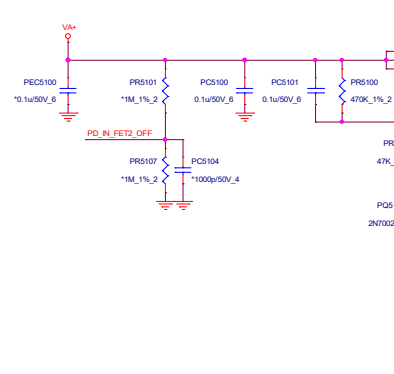 VA+
PEC5100
*0.1u/50V_6
PR5101
*1M_1%_2
PC5100
0.1u/50V_6
PC5101
0.1u/50V_6
PR5100
470K_1%_2
PD_IN_FET2_OFF
PR5107
*1M_1%_2
PC5104
*1000p/50V_4
PR
47K_
PQ5
2N7002